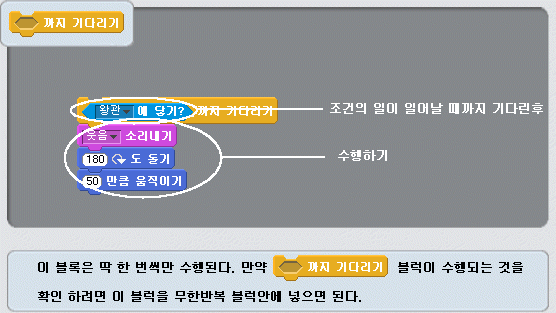 까지 기다리기
왕관 에 닿기? 까지 기다리기
조건의 일이 일어날 때까지 기다린후
웃음 소리내기
180 도 돌기
수행하기
50 만큼 움직이기
이 블록은 딱 한 번씩만 수행된다. 만약 까지 기다리기 블럭이 수행되는 것을
확인 하려면 이 블럭을 무한반복 블럭안에 넣으면 된다.